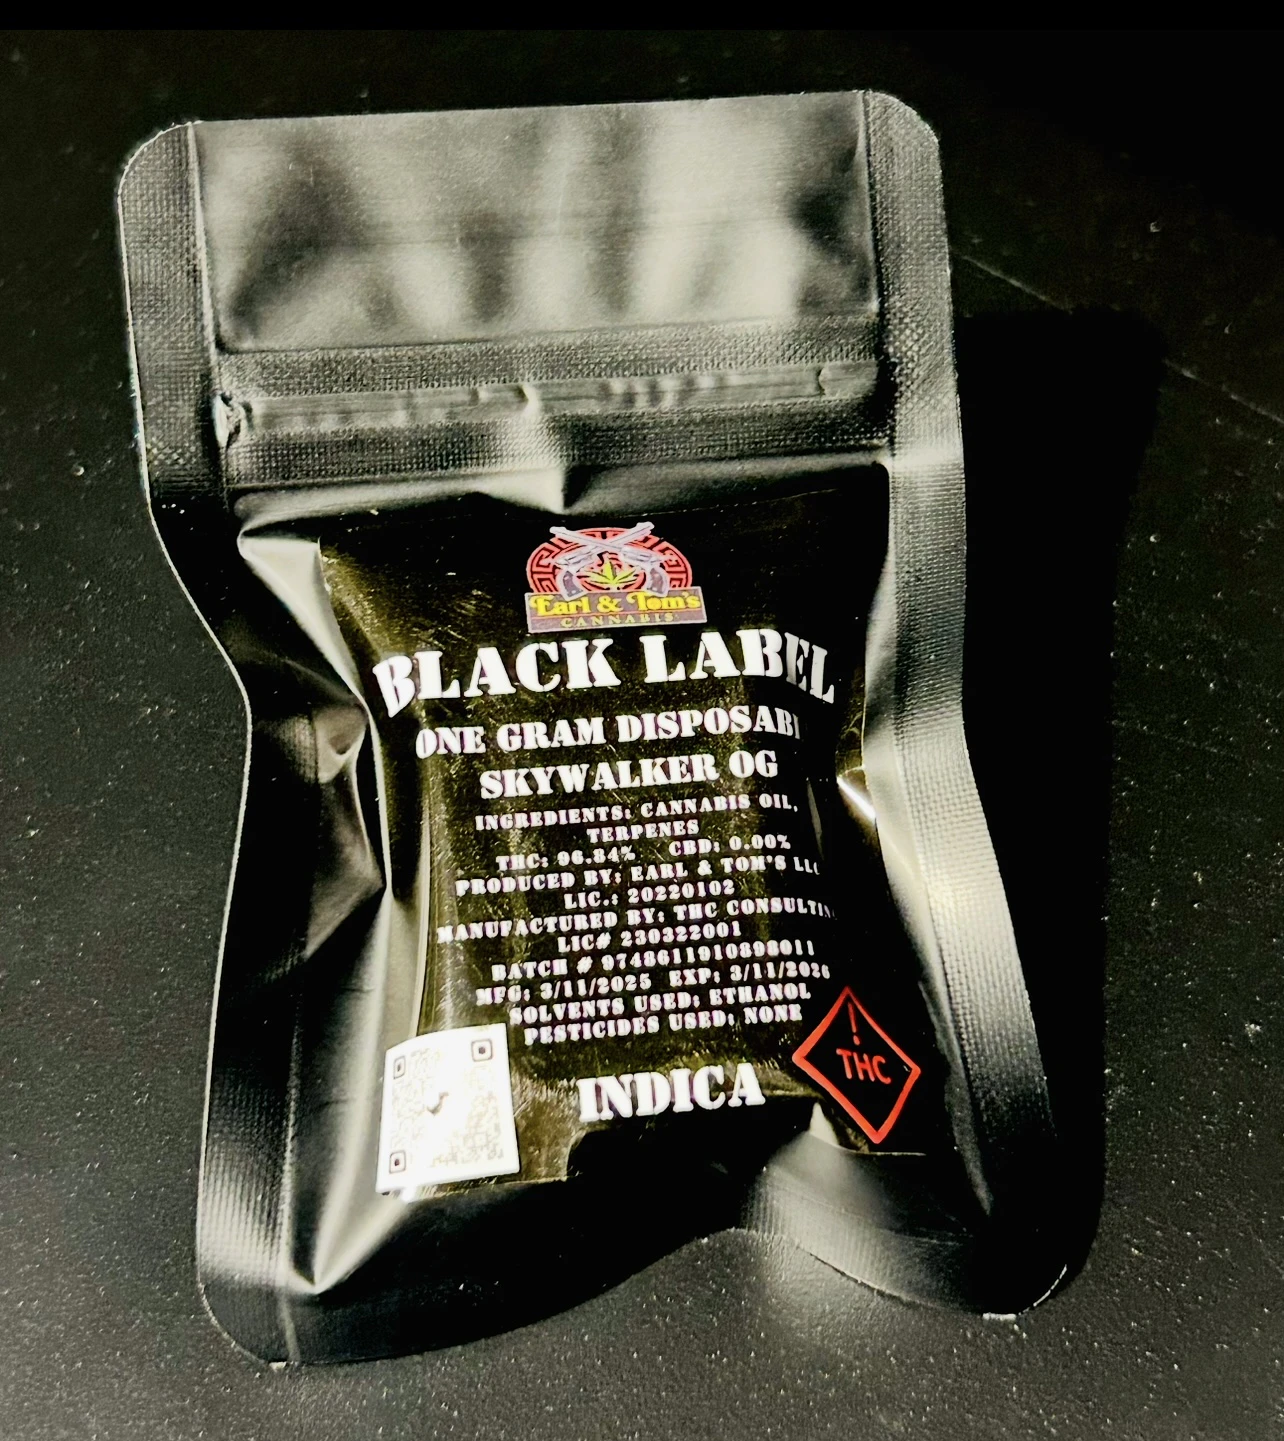 Earl & Tom's
CANNABIS
BLACK LABEL
ONE GRAM DISPOSABL
SKYWALKER OG
INGREDIENTS: CANNABIS OIL,
TERPENES
THC: 96.84% CBD: 0.00%
PRODUCED BY: EARL & TOM'S LLC
LIC.: 20220102
MANUFACTURED BY: THC CONSULTIN
LIC# 230322001
BATCH # 9748611910898011
MFG: 3/11/2025 EXP: 3/11/2026
SOLVENTS USED: ETHANOL
PESTICIDES USED: NONE
INDICA
!
THC